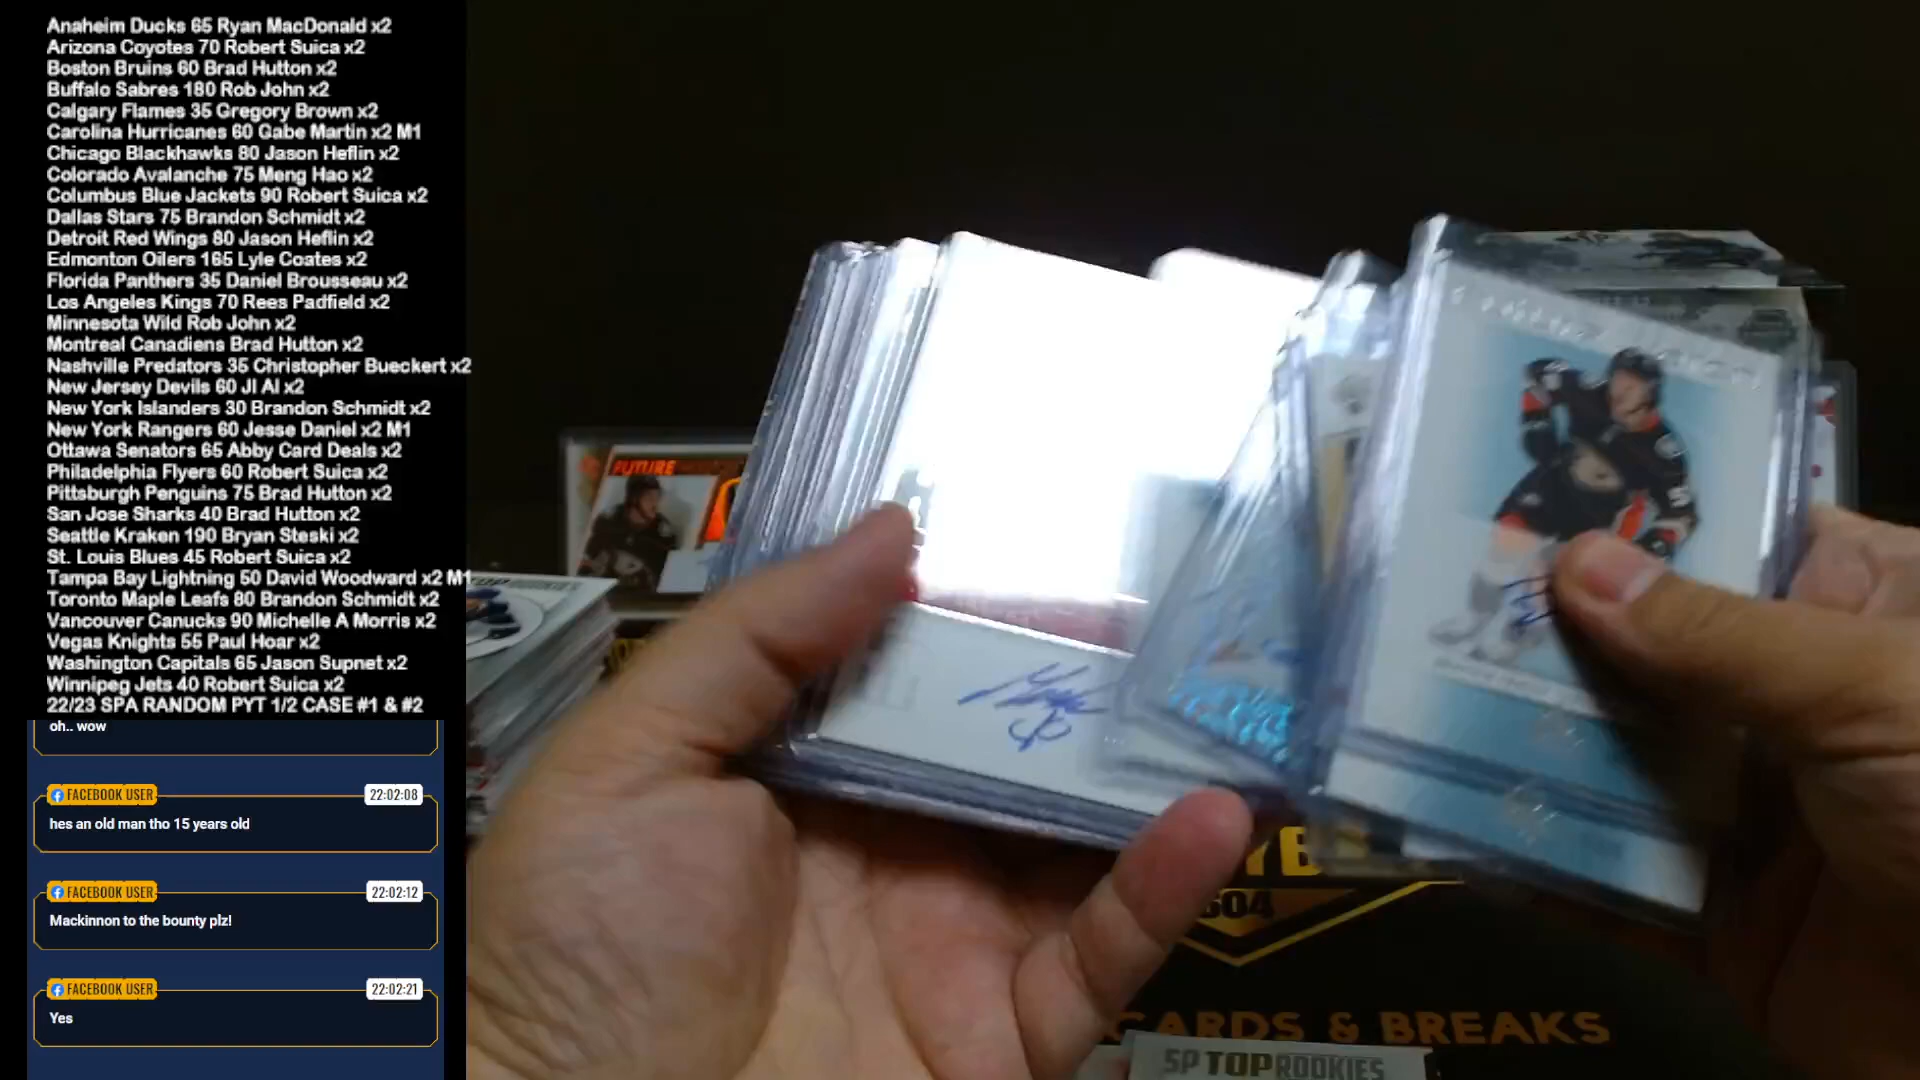 Anaheim Ducks 65 Ryan MacDonald x2
Arizona Coyotes 70 Robert Suica x2
Boston Bruins 60 Brad Hutton x2
Buffalo Sabres 180 Rob John x2
Calgary Flames 35 Gregory Brown x2
Carolina Hurricanes 60 Gabe Martin x2 M1
Chicago Blackhawks 80 Jason Heflin x2
Colorado Avalanche 75 Meng Hao x2
Columbus Blue Jackets 90 Robert Suica x2
Dallas Stars 75 Brandon Schmidt x2
Detroit Red Wings 80 Jason Heflin x2
Edmonton Oilers 165 Lyle Coates x2
Florida Panthers 35 Daniel Brousseau x2
Los Angeles Kings 70 Rees Padfield x2
Minnesota Wild Rob John x2
Montreal Canadiens Brad Hutton x2
Nashville Predators 35 Christopher Bueckert x2
New Jersey Devils 60 JI AI x2
New York Islanders 30 Brandon Schmidt x2
New York Rangers 60 Jesse Daniel x2 M1
Ottawa Senators 65 Abby Card Deals x2
Philadelphia Flyers 60 Robert Suica x2
Pittsburgh Penguins 75 Brad Hutton x2
San Jose Sharks 40 Brad Hutton x2
Seattle Kraken 190 Bryan Steski x2
St. Louis Blues 45 Robert Suica x2
Tampa Bay Lightning 50 David Woodward x2 M1
Toronto Maple Leafs 80 Brandon Schmidt x2
Vancouver Canucks 90 Michelle A Morris x2
Vegas Knights 55 Paul Hoar x2
Washington Capitals 65 Jason Supnet x2
Winnipeg Jets 40 Robert Suica x2
22/23 SPA RANDOM PYT 1/2 CASE #1 & #2
oh.. wow
FACEBOOK USER 22:02:08
hes an old man tho 15 years old
FACEBOOK USER 22:02:12
Mackinnon to the bounty plz!
FACEBOOK USER 22:02:21
Yes
FUTURE
TOP ROOKIES
604
CARDS & BREAKS
SP TOP ROOKIES